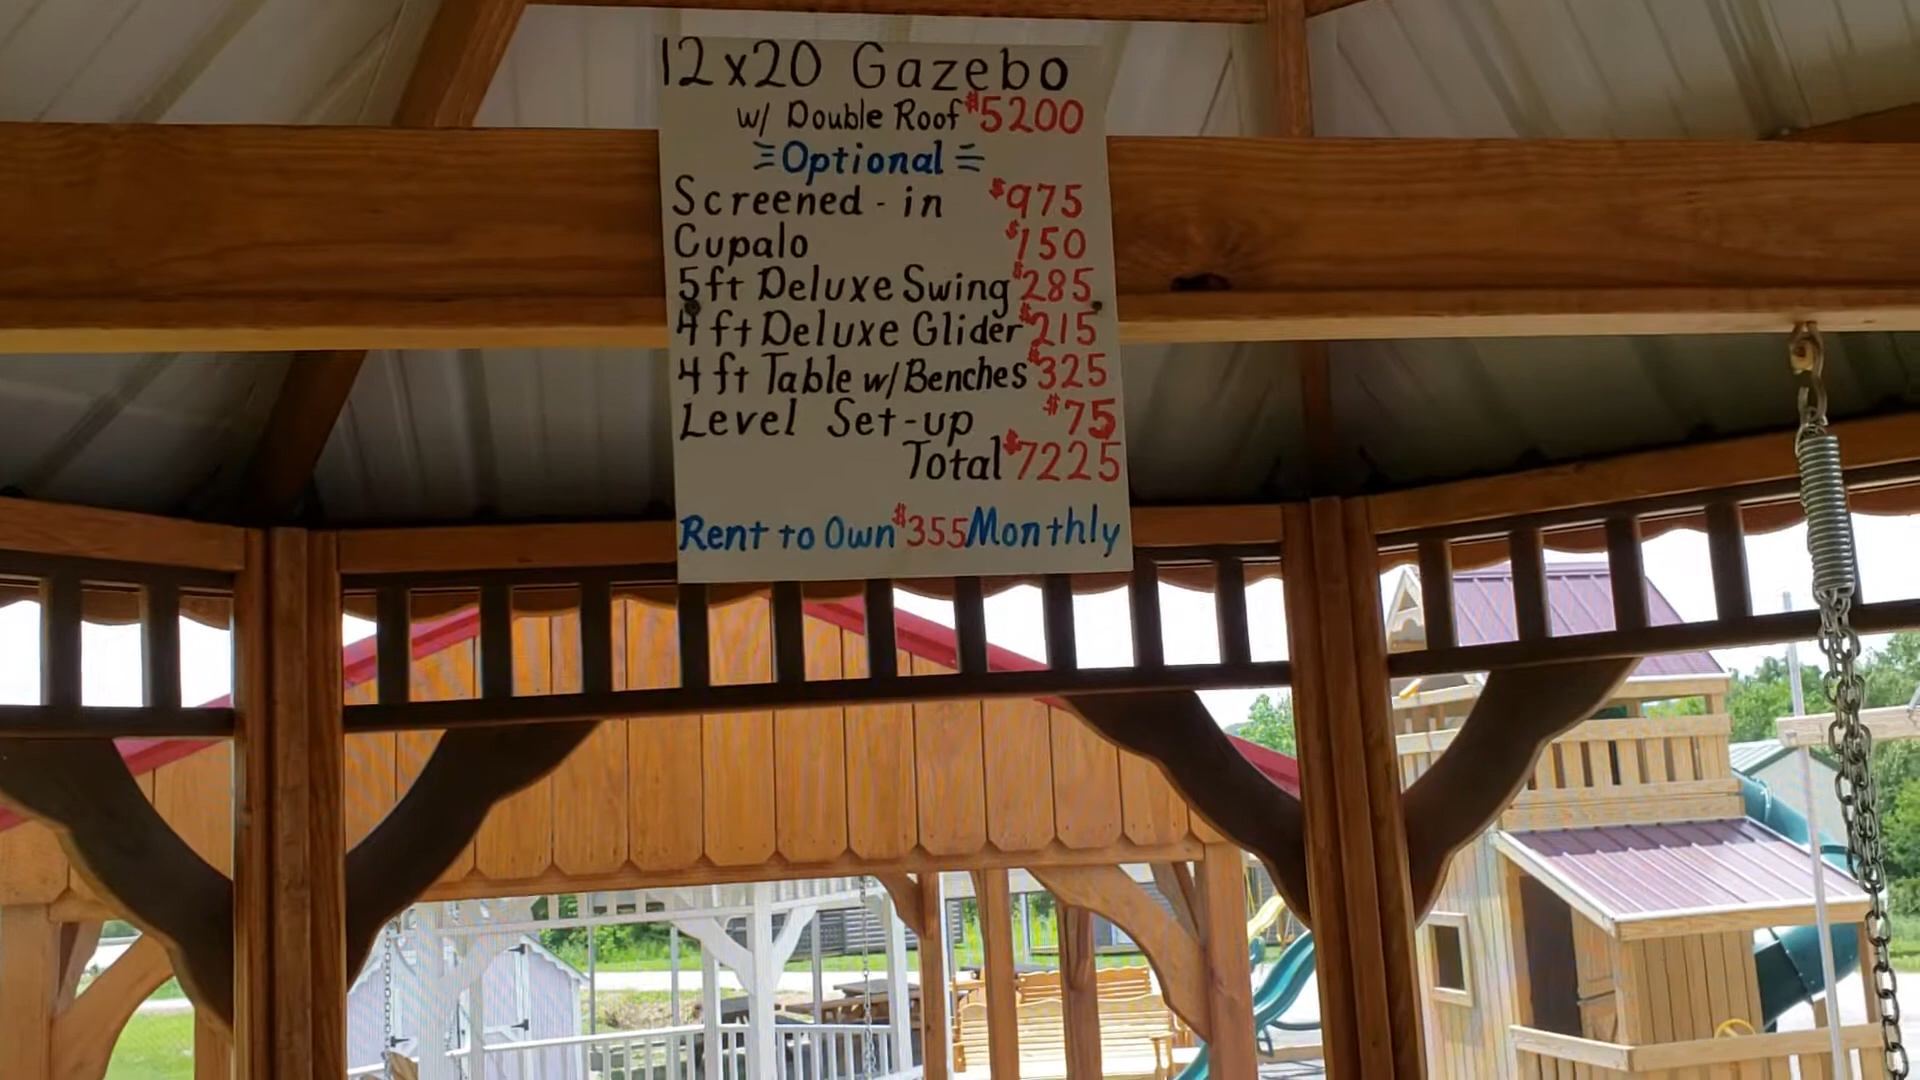 12x20 Gazebo
w/ Double Roof $5200
Optional
Screened-in $975
Cupalo $150
5ft Deluxe Swing $285
4ft Deluxe Glider $215
4ft Table w/Benches $325
Level Set-up $75
Total $7225
Rent to Own $355 Monthly